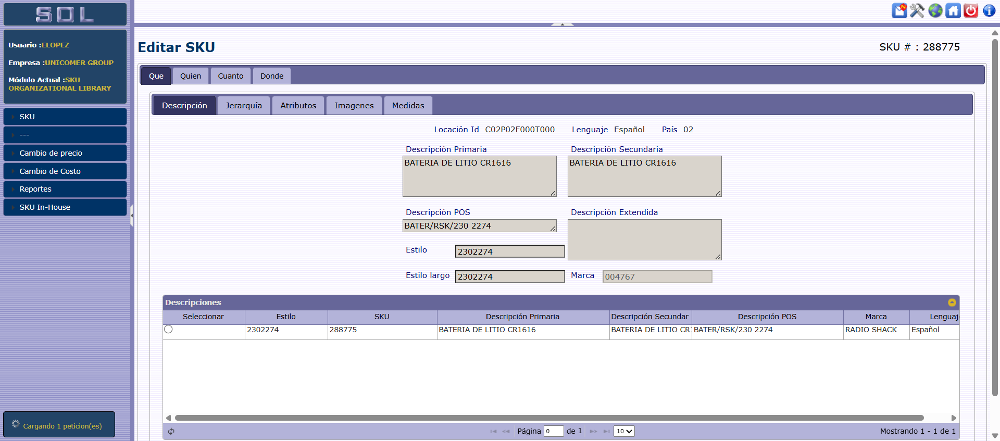 SOL
Usuario :ELOPEZ
Empresa :UNICOMER GROUP
Módulo Actual :SKU
ORGANIZATIONAL LIBRARY
SKU
---
Cambio de precio
Cambio de Costo
Reportes
SKU In-House
Cargando 1 peticion(es)
Editar SKU
SKU # : 288775
Que Quien Cuanto Donde
Descripción Jerarquía Atributos Imagenes Medidas
Locación Id C02P02F000T000 Lenguaje Español País 02
Descripción Primaria Descripción Secundaria
BATERIA DE LITIO CR1616 BATERIA DE LITIO CR1616
Descripción POS Descripción Extendida
BATER/RSK/230 2274
Estilo 2302274
Estilo largo 2302274 Marca 004767
Descripciones
Seleccionar Estilo SKU Descripción Primaria Descripción Secundar Descripción POS Marca Lenguaj
2302274 288775 BATERIA DE LITIO CR1616 BATERIA DE LITIO CR: BATER/RSK/230 2274 RADIO SHACK Español
Página 0 de 1 10 Mostrando 1 - 1 de 1